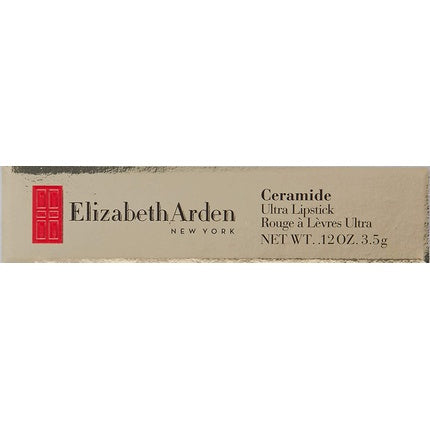 ElizabethArden
NEW YORK
Ceramide
Ultra Lipstick
Rouge à Lèvres Ultra
NET WT. .12 OZ. 3.5g